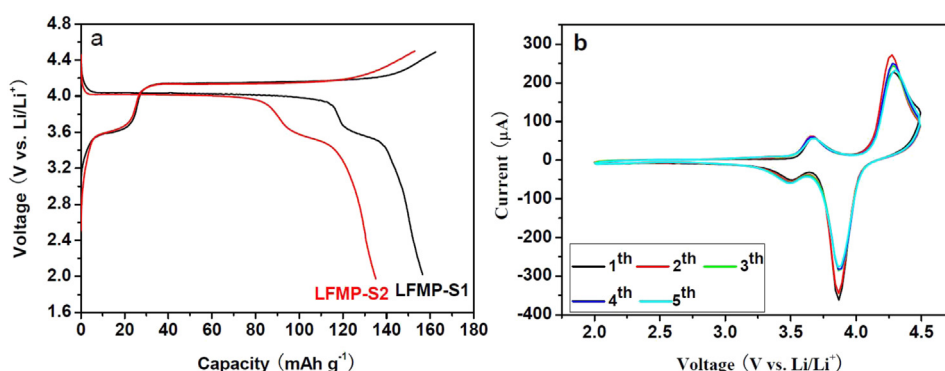 a
4.8
4.4
4.0
3.6
3.2
2.8
2.4
2.0
1.6
Voltage (V vs. Li/Li+)
LFMP-S2 LFMP-S1
0 20 40 60 80 100 120 140 160 180
Capacity (mAh g-1)
b
300
200
100
0
-100
-200
-300
-400
Current (μA)
1th 2th 3th
4th 5th
2.0 2.5 3.0 3.5 4.0 4.5
Voltage (V vs. Li/Li+)